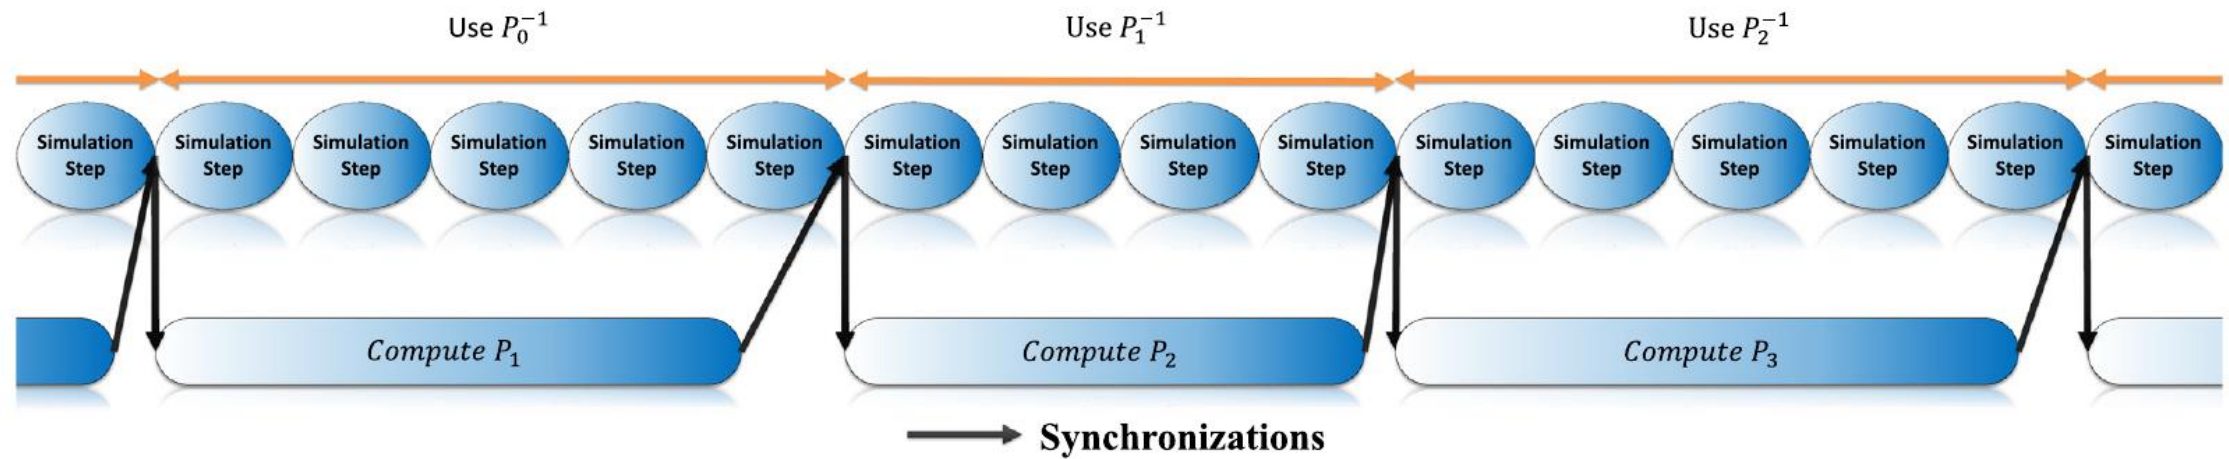 Use P₀⁻¹
Use P₁⁻¹
Use P₂⁻¹
Simulation
Step
Simulation
Step
Simulation
Step
Simulation
Step
Simulation
Step
Simulation
Step
Simulation
Step
Simulation
Step
Simulation
Step
Simulation
Step
Simulation
Step
Simulation
Step
Simulation
Step
Simulation
Step
Simulation
Step
Simulation
Step
Compute P₁
Compute P₂
Compute P₃
Synchronizations